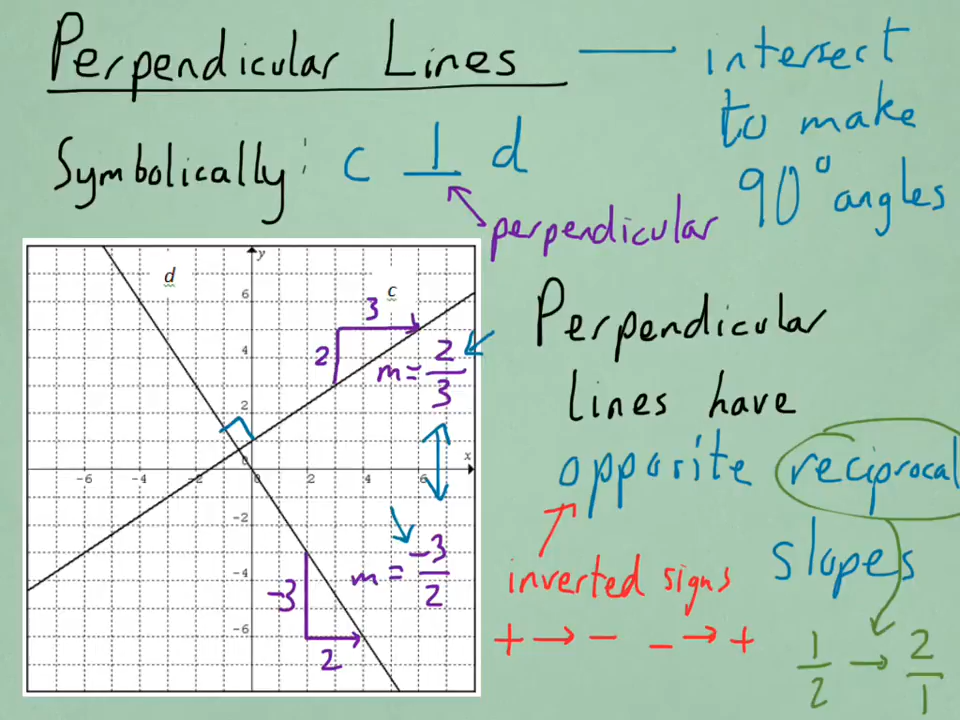 Perpendicular Lines — intersect
to make
90° angles
Symbolically: c ⊥ d
perpendicular
Perpendicular
lines have
opposite reciprocal
slopes
inverted signs
+ → − − → +
1/2 → 2/1
d
c
y
x
6
4
2
0
-2
-4
-6
-6
-4
-2
0
2
4
6
3
2
m = 2/3
m = -3/2
-3
2